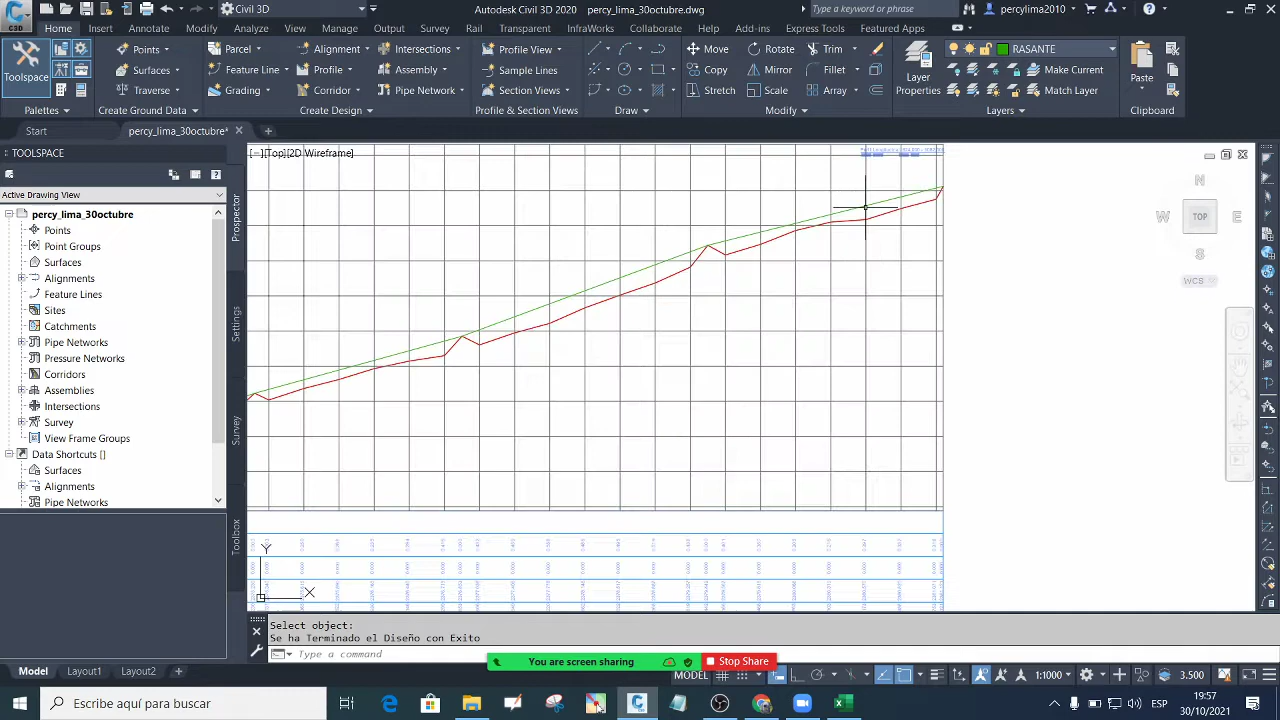 Civil 3D
Autodesk Civil 3D 2020 percy_lima_30octubre.dwg
Type a keyword or phrase
percylima2010
Home Insert Annotate Modify Analyze View Manage Output Survey Rail Transparent InfraWorks Collaborate Help Add-ins Express Tools Featured Apps
Toolspace
Points
Surfaces
Traverse
Parcel
Feature Line
Grading
Alignment
Profile
Corridor
Intersections
Assembly
Pipe Network
Profile View
Sample Lines
Section Views
Move Rotate Trim
Copy Mirror Fillet
Stretch Scale Array
Layer Properties
RASANTE
Make Current
Match Layer
Paste
Palettes Create Ground Data Create Design Profile & Section Views Draw Modify Layers Clipboard
Start percy_lima_30octubre*
TOOLSPACE
[−][Top][2D Wireframe]
Active Drawing View
percy_lima_30octubre
Points
Point Groups
Surfaces
Alignments
Feature Lines
Sites
Catchments
Pipe Networks
Pressure Networks
Corridors
Assemblies
Intersections
Survey
View Frame Groups
Data Shortcuts []
Surfaces
Alignments
Pipe Networks
Prospector
Settings
Survey
Toolbox
N
W TOP E
S
WCS
Y
X
Select object:
Se ha Terminado el Diseño con Exito
Type a command
You are screen sharing Stop Share
Model Layout1 Layout2 +
MODEL 1:1000 3.500
Escribe aquí para buscar
19:57
30/10/2021